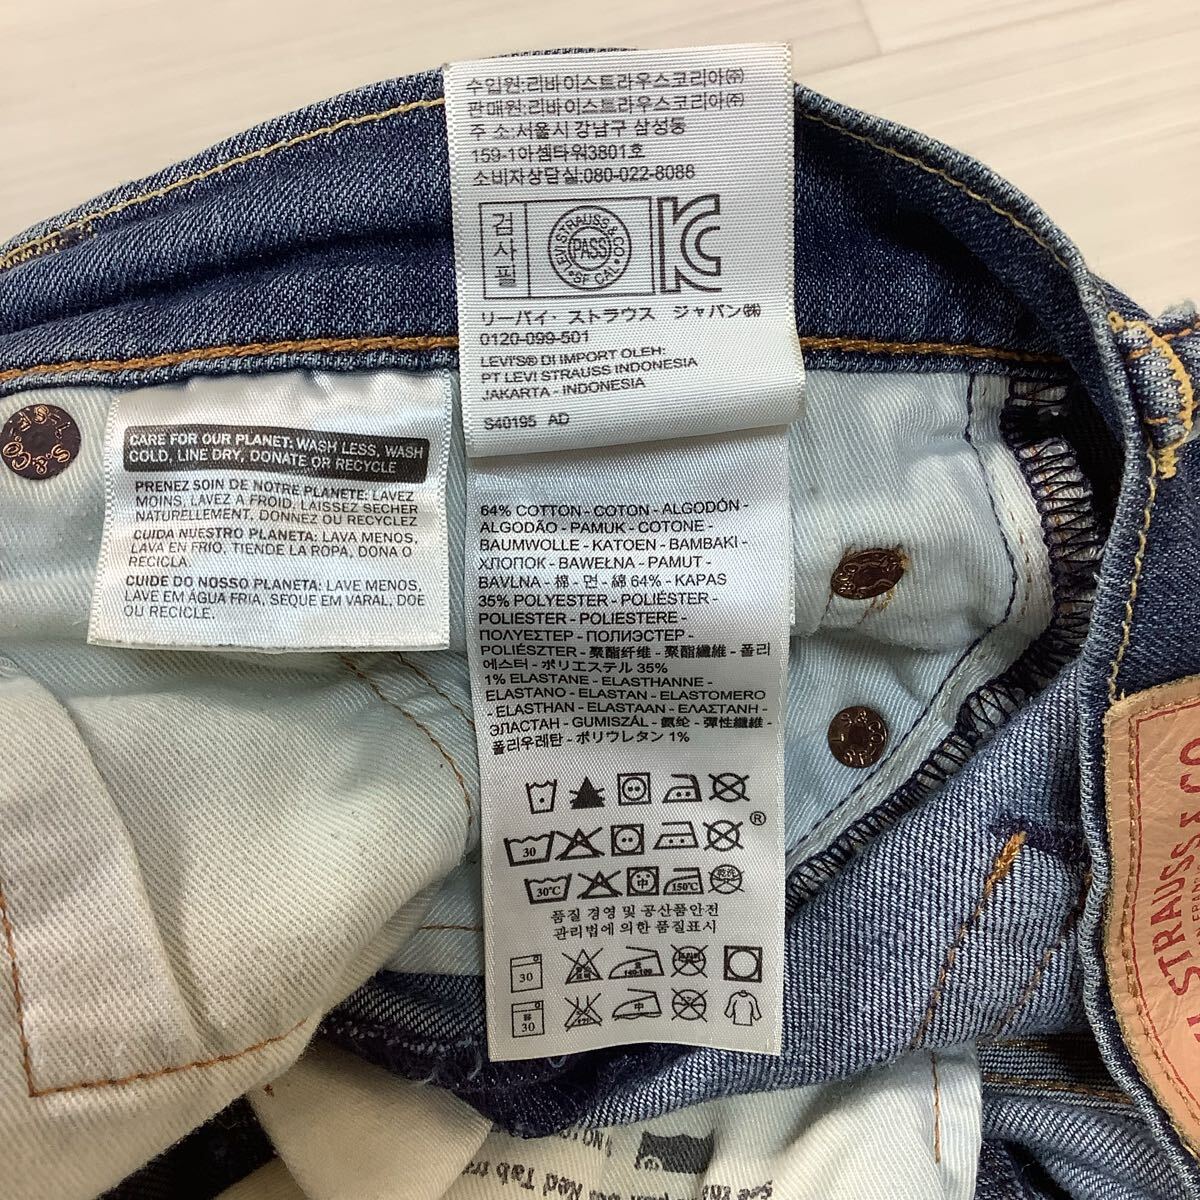 수입원:리바이스트라우스코리아㈜
판매원:리바이스트라우스코리아㈜
주 소:서울시 강남구 삼성동
159-1아셈타워3801호
소비자상담실:080-022-8088
검
사
필
LEVI STRAUSS & CO
PASS
SF CAL
リーバイ・ストラウス ジャパン㈱
0120-099-501
LEVI'S® DI IMPORT OLEH:
PT LEVI STRAUSS INDONESIA
JAKARTA - INDONESIA
S40195 AD
CARE FOR OUR PLANET: WASH LESS, WASH
COLD, LINE DRY, DONATE OR RECYCLE
PRENEZ SOIN DE NOTRE PLANETE: LAVEZ
MOINS, LAVEZ A FROID, LAISSEZ SECHER
NATURELLEMENT, DONNEZ OU RECYCLEZ
CUIDA NUESTRO PLANETA: LAVA MENOS,
LAVA EN FRÍO, TIENDE LA ROPA, DONA O
RECICLA.
CUIDE DO NOSSO PLANETA: LAVE MENOS,
LAVE EM ÁGUA FRIA, SEQUE EM VARAL, DOE
OU RECICLE.
64% COTTON - COTON - ALGODÓN -
ALGODÃO - PAMUK - COTONE -
BAUMWOLLE - KATOEN - BAMBAKI -
ХЛОПОК - BAWEŁNA - PAMUT -
BAVLNA - 棉 - 면 - 綿 64% - KAPAS
35% POLYESTER - POLIÉSTER -
POLIESTER - POLIESTERE -
ПОЛУЕΣТЕР - ПОЛИЭСТЕР -
POLIÉSZTER - 聚酯纤维 - 聚酯纖維 - 폴리
에스터 - ポリエステル 35%
1% ELASTANE - ELASTHANNE -
ELASTANO - ELASTAN - ELASTOMERO
- ELASTHAN - ELASTAAN - ΕΛΑΣΤΑΝΗ -
ЭЛАСТАН - GUMISZÁL - 氨纶 - 彈性纖維 -
폴리우레탄 - ポリウレタン 1%
®
30
30℃ 中 150℃
품질 경영 및 공산품안전
관리법에 의한 품질표시
30 140-160
30 中
STRAUSS & CO
Red Tab